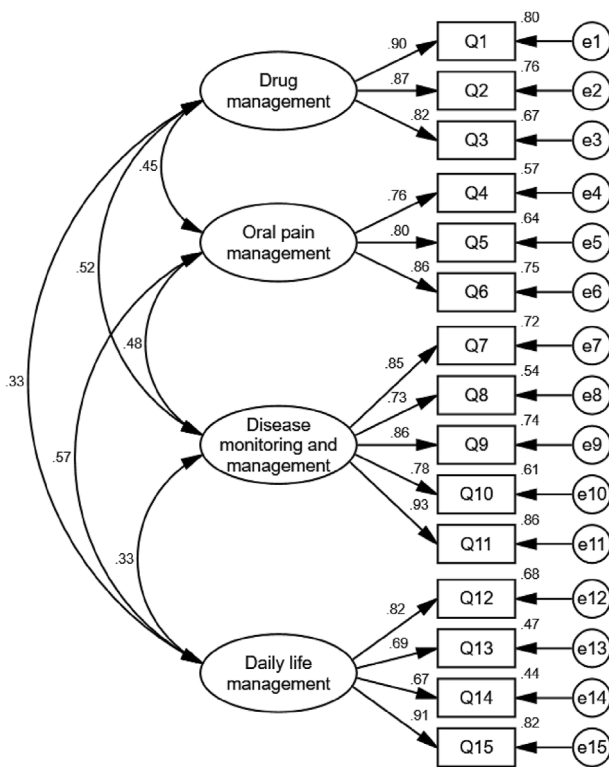 .80
.90
Q1
e1
.76
Drug
management
.87
Q2
e2
.67
.82
Q3
e3
.45
.57
.76
Q4
e4
.64
Oral pain
management
.80
Q5
e5
.75
.86
Q6
e6
.52
.48
.72
.85
Q7
e7
.33
.54
.73
Q8
e8
.74
Disease
monitoring and
management
.86
Q9
e9
.57
.61
.78
Q10
e10
.86
.93
Q11
e11
.33
.68
.82
Q12
e12
.47
.69
Q13
e13
Daily life
management
.44
.67
Q14
e14
.82
.91
Q15
e15